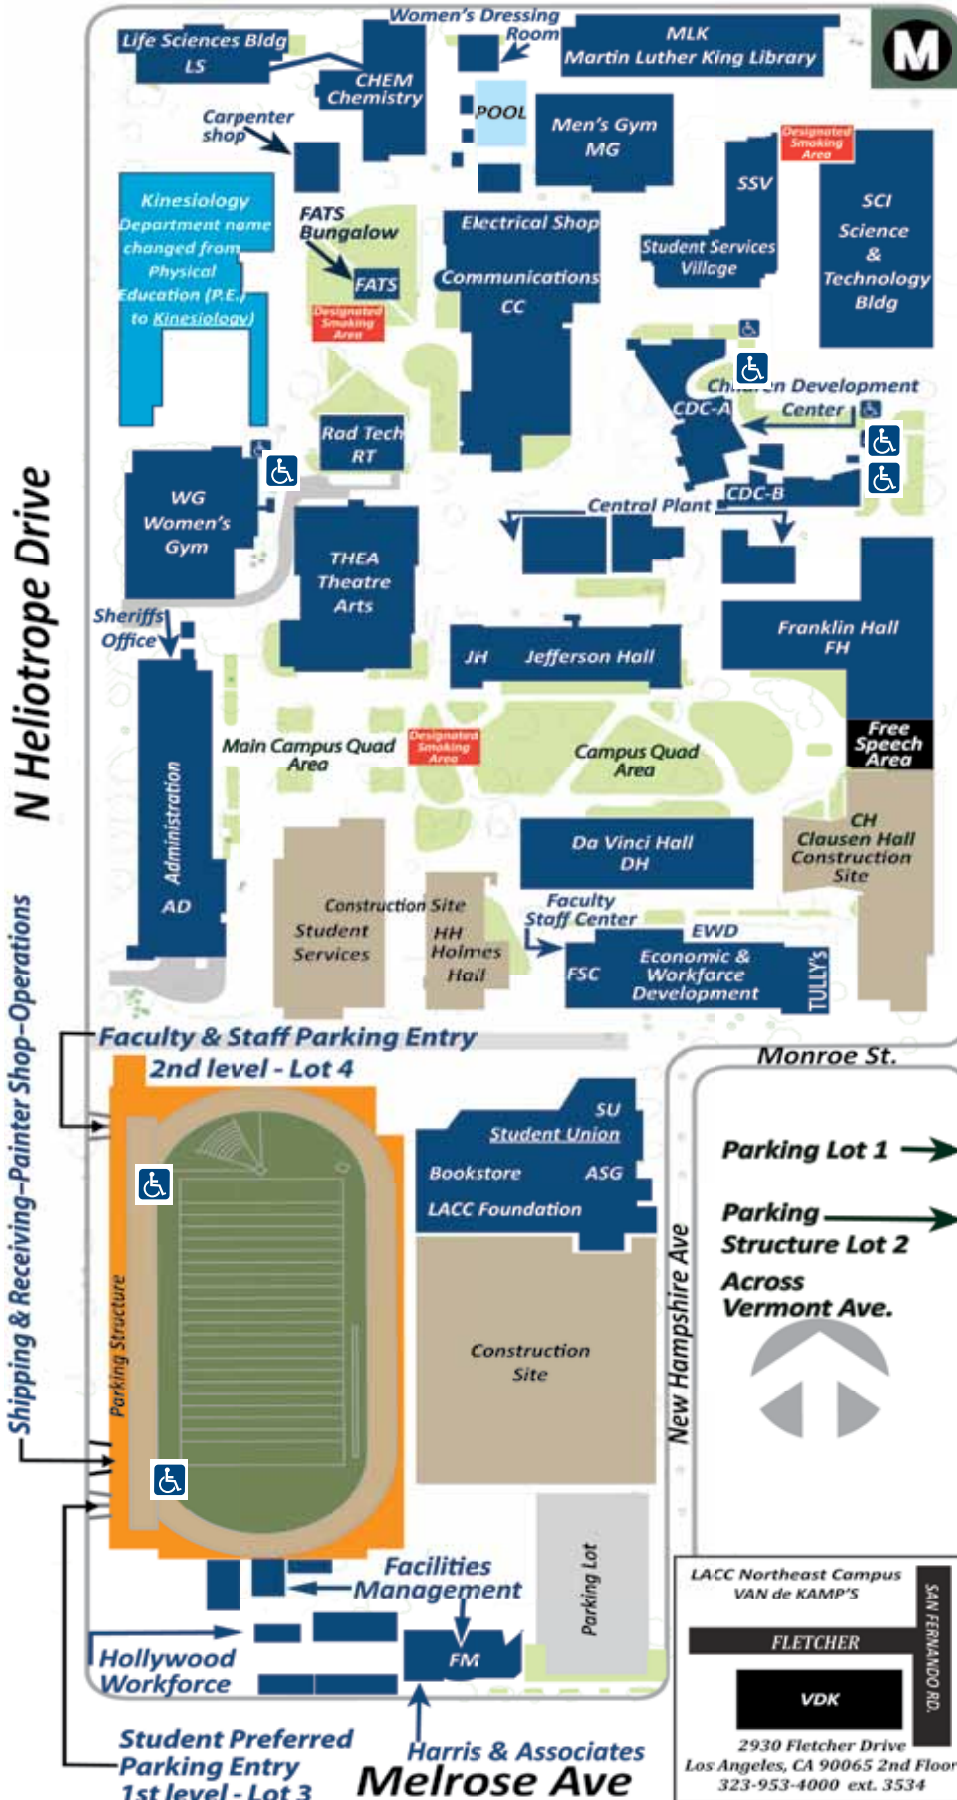 Women's Dressing
Room
Life Sciences Bldg
LS
CHEM
Chemistry
MLK
Martin Luther King Library
M
Carpenter
shop
POOL
Men's Gym
MG
Designated
Smoking
Area
SSV
Student Services
Village
SCI
Science
&
Technology
Bldg
Kinesiology
Department name
changed from
Physical
Education (P.E.)
to Kinesiology)
FATS
Bungalow
FATS
Designated
Smoking
Area
Electrical Shop
Communications
CC
Children Development
Center
CDC-A
CDC-B
Rad Tech
RT
WG
Women's
Gym
THEA
Theatre
Arts
Central Plant
Sheriffs
Office
JH Jefferson Hall
Franklin Hall
FH
Free
Speech
Area
Main Campus Quad
Area
Designated
Smoking
Area
Campus Quad
Area
N Heliotrope Drive
Administration
AD
Da Vinci Hall
DH
CH
Clausen Hall
Construction
Site
Construction Site
Student
Services
HH
Holmes
Hall
Faculty
Staff Center
EWD
FSC
Economic &
Workforce
Development
TULLY's
Faculty & Staff Parking Entry
2nd level - Lot 4
Monroe St.
Shipping & Receiving–Painter Shop–Operations
SU
Student Union
Bookstore ASG
LACC Foundation
Parking Lot 1
Parking
Structure Lot 2
Across
Vermont Ave.
Parking Structure
New Hampshire Ave
Construction
Site
Parking Lot
Facilities
Management
FM
Hollywood
Workforce
Student Preferred
Parking Entry
1st level - Lot 3
Harris & Associates
Melrose Ave
LACC Northeast Campus
VAN de KAMP'S
FLETCHER
SAN FERNANDO RD.
VDK
2930 Fletcher Drive
Los Angeles, CA 90065 2nd Floor
323-953-4000 ext. 3534